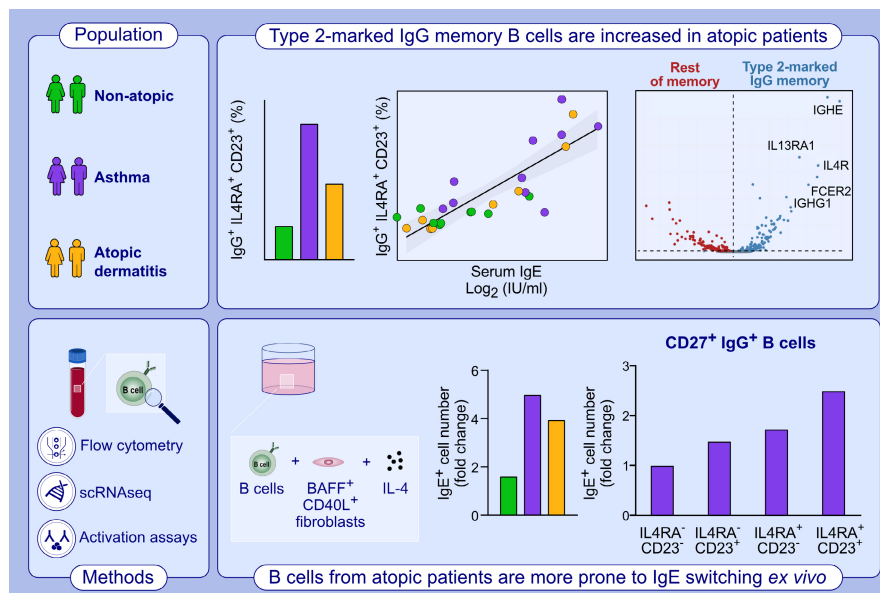 Population
Non-atopic
Asthma
Atopic
dermatitis
Type 2-marked IgG memory B cells are increased in atopic patients
IgG⁺ IL4RA⁺ CD23⁺ (%)
IgG⁺ IL4RA⁺ CD23⁺ (%)
Serum IgE
Log₂ (IU/ml)
Rest
of memory
Type 2-marked
IgG memory
IGHE
IL13RA1
IL4R
FCER2
IGHG1
B cell
Flow cytometry
scRNAseq
Activation assays
Methods
B cell
B cells
+
BAFF⁺
CD40L⁺
fibroblasts
+
IL-4
IgE⁺ cell number
(fold change)
6
4
2
0
CD27⁺ IgG⁺ B cells
IgE⁺ cell number
(fold change)
3
2
1
0
IL4RA⁻
CD23⁻
IL4RA⁻
CD23⁺
IL4RA⁺
CD23⁻
IL4RA⁺
CD23⁺
B cells from atopic patients are more prone to IgE switching ex vivo